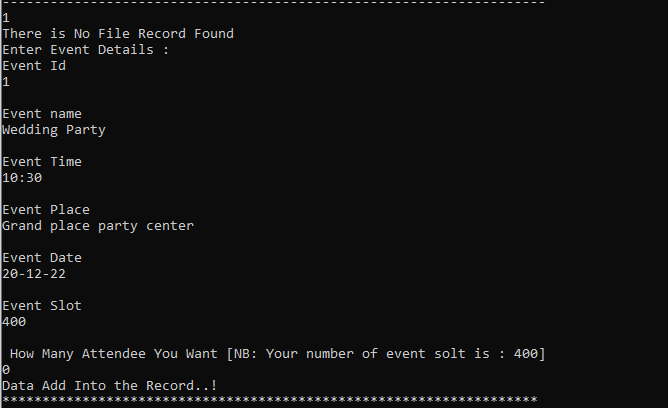 ------------------------------------------------------------------
1
There is No File Record Found
Enter Event Details :
Event Id
1
Event name
Wedding Party
Event Time
10:30
Event Place
Grand place party center
Event Date
20-12-22
Event Slot
400
How Many Attendee You Want [NB: Your number of event solt is : 400]
0
Data Add Into the Record..!
*******************************************************************